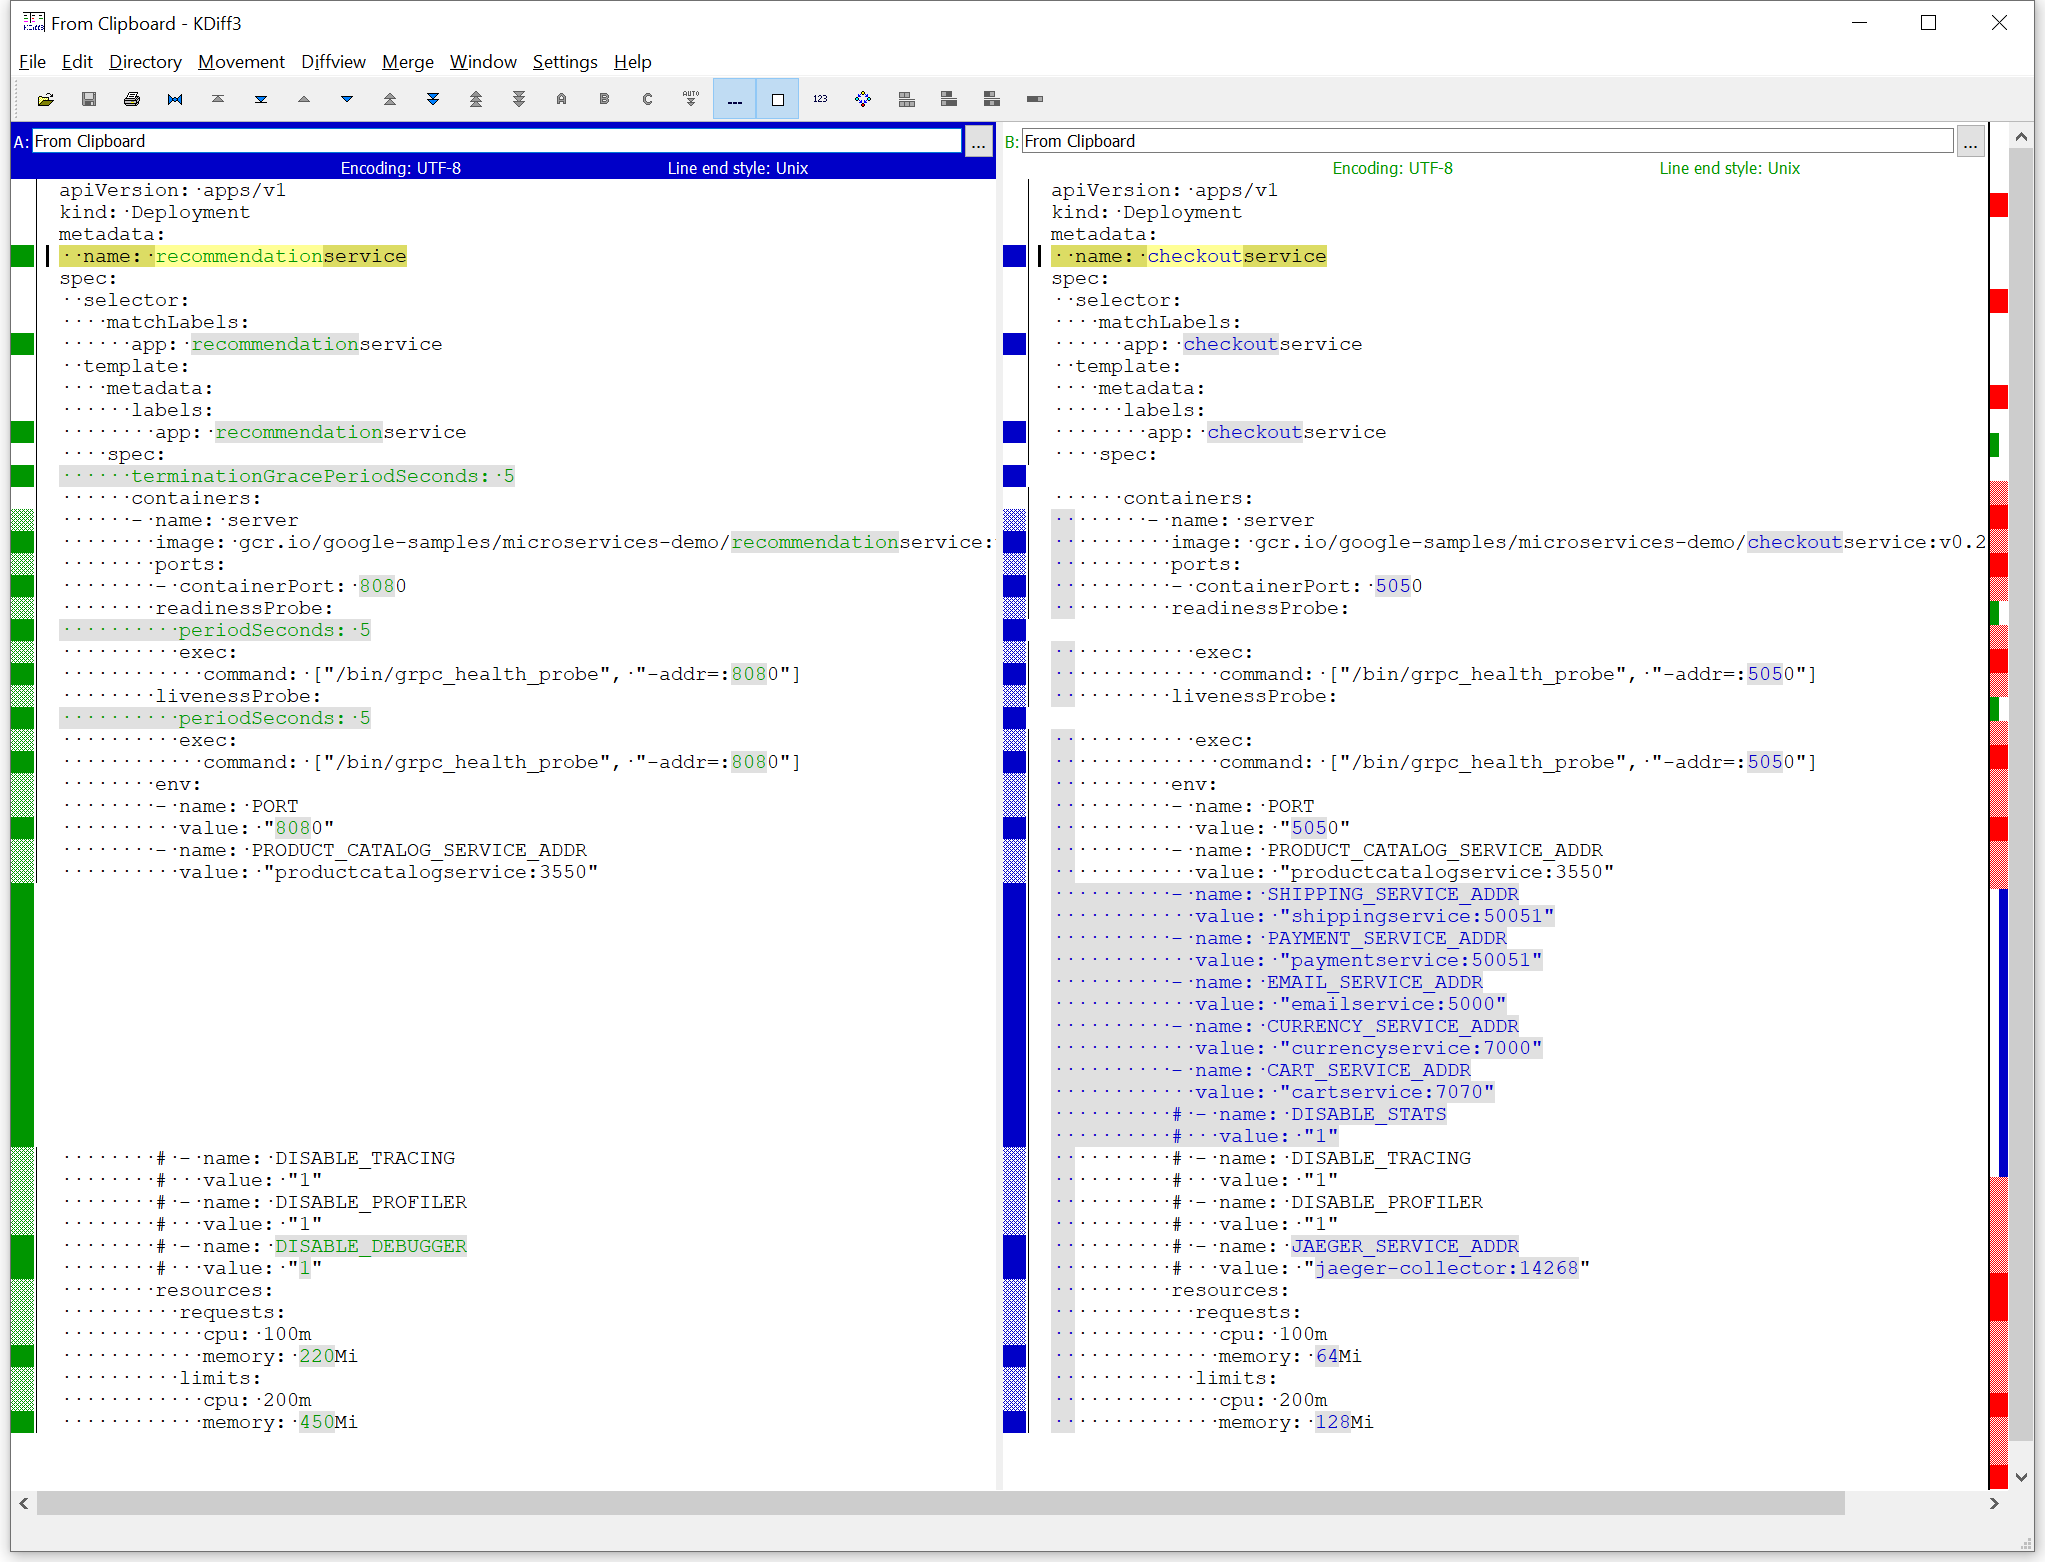 From Clipboard - KDiff3
File Edit Directory Movement Diffview Merge Window Settings Help
A B C AUTO 123
A: From Clipboard ...
Encoding: UTF-8 Line end style: Unix
apiVersion: apps/v1
kind: Deployment
metadata:
  name: recommendationservice
spec:
  selector:
    matchLabels:
      app: recommendationservice
  template:
    metadata:
      labels:
        app: recommendationservice
    spec:
      terminationGracePeriodSeconds: 5
      containers:
      - name: server
        image: gcr.io/google-samples/microservices-demo/recommendationservice:
        ports:
        - containerPort: 8080
        readinessProbe:
          periodSeconds: 5
          exec:
            command: ["/bin/grpc_health_probe", "-addr=:8080"]
        livenessProbe:
          periodSeconds: 5
          exec:
            command: ["/bin/grpc_health_probe", "-addr=:8080"]
        env:
        - name: PORT
          value: "8080"
        - name: PRODUCT_CATALOG_SERVICE_ADDR
          value: "productcatalogservice:3550"
        # - name: DISABLE_TRACING
        #   value: "1"
        # - name: DISABLE_PROFILER
        #   value: "1"
        # - name: DISABLE_DEBUGGER
        #   value: "1"
        resources:
          requests:
            cpu: 100m
            memory: 220Mi
          limits:
            cpu: 200m
            memory: 450Mi
B: From Clipboard ...
Encoding: UTF-8 Line end style: Unix
apiVersion: apps/v1
kind: Deployment
metadata:
  name: checkoutservice
spec:
  selector:
    matchLabels:
      app: checkoutservice
  template:
    metadata:
      labels:
        app: checkoutservice
    spec:
      containers:
        - name: server
          image: gcr.io/google-samples/microservices-demo/checkoutservice:v0.2
          ports:
          - containerPort: 5050
          readinessProbe:
            exec:
              command: ["/bin/grpc_health_probe", "-addr=:5050"]
          livenessProbe:
            exec:
              command: ["/bin/grpc_health_probe", "-addr=:5050"]
          env:
          - name: PORT
            value: "5050"
          - name: PRODUCT_CATALOG_SERVICE_ADDR
            value: "productcatalogservice:3550"
          - name: SHIPPING_SERVICE_ADDR
            value: "shippingservice:50051"
          - name: PAYMENT_SERVICE_ADDR
            value: "paymentservice:50051"
          - name: EMAIL_SERVICE_ADDR
            value: "emailservice:5000"
          - name: CURRENCY_SERVICE_ADDR
            value: "currencyservice:7000"
          - name: CART_SERVICE_ADDR
            value: "cartservice:7070"
          # - name: DISABLE_STATS
          #   value: "1"
          # - name: DISABLE_TRACING
          #   value: "1"
          # - name: DISABLE_PROFILER
          #   value: "1"
          # - name: JAEGER_SERVICE_ADDR
          #   value: "jaeger-collector:14268"
          resources:
            requests:
              cpu: 100m
              memory: 64Mi
            limits:
              cpu: 200m
              memory: 128Mi